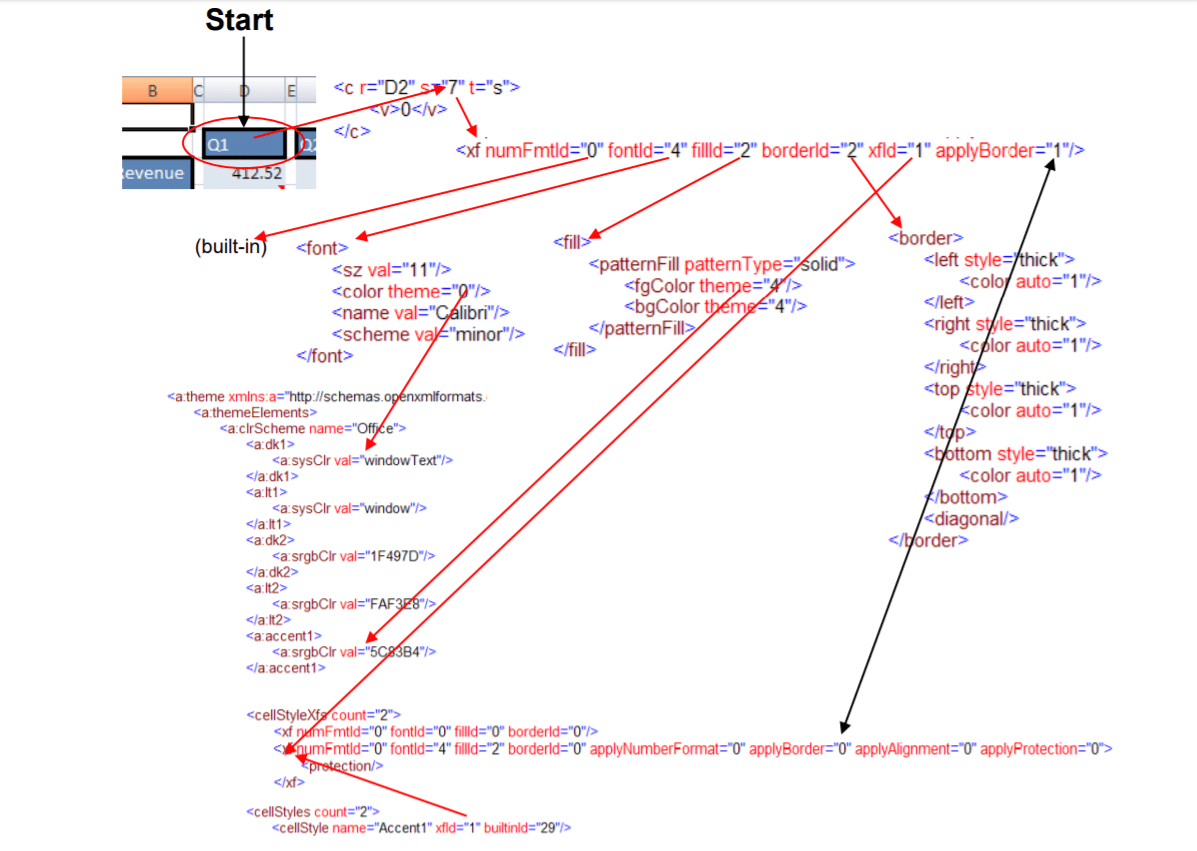 Start
B C D E
<c r="D2" s="7" t="s">
<v>0</v>
</c>
Q1
Revenue 412.52
<xf numFmtId="0" fontId="4" fillId="2" borderId="2" xfId="1" applyBorder="1"/>
(built-in)
<font>
<sz val="11"/>
<color theme="0"/>
<name val="Calibri"/>
<scheme val="minor"/>
</font>
<fill>
<patternFill patternType="solid">
<fgColor theme="4"/>
<bgColor theme="4"/>
</patternFill>
</fill>
<border>
<left style="thick">
<color auto="1"/>
</left>
<right style="thick">
<color auto="1"/>
</right>
<top style="thick">
<color auto="1"/>
</top>
<bottom style="thick">
<color auto="1"/>
</bottom>
<diagonal/>
</border>
<a:theme xmlns:a="http://schemas.openxmlformats.
<a:themeElements>
<a:clrScheme name="Office">
<a:dk1>
<a:sysClr val="windowText"/>
</a:dk1>
<a:lt1>
<a:sysClr val="window"/>
</a:lt1>
<a:dk2>
<a:srgbClr val="1F497D"/>
</a:dk2>
<a:lt2>
<a:srgbClr val="FAF3E8"/>
</a:lt2>
<a:accent1>
<a:srgbClr val="5C83B4"/>
</a:accent1>
<cellStyleXfs count="2">
<xf numFmtId="0" fontId="0" fillId="0" borderId="0"/>
<xf numFmtId="0" fontId="4" fillId="2" borderId="0" applyNumberFormat="0" applyBorder="0" applyAlignment="0" applyProtection="0">
<protection/>
</xf>
<cellStyles count="2">
<cellStyle name="Accent1" xfId="1" builtinId="29"/>